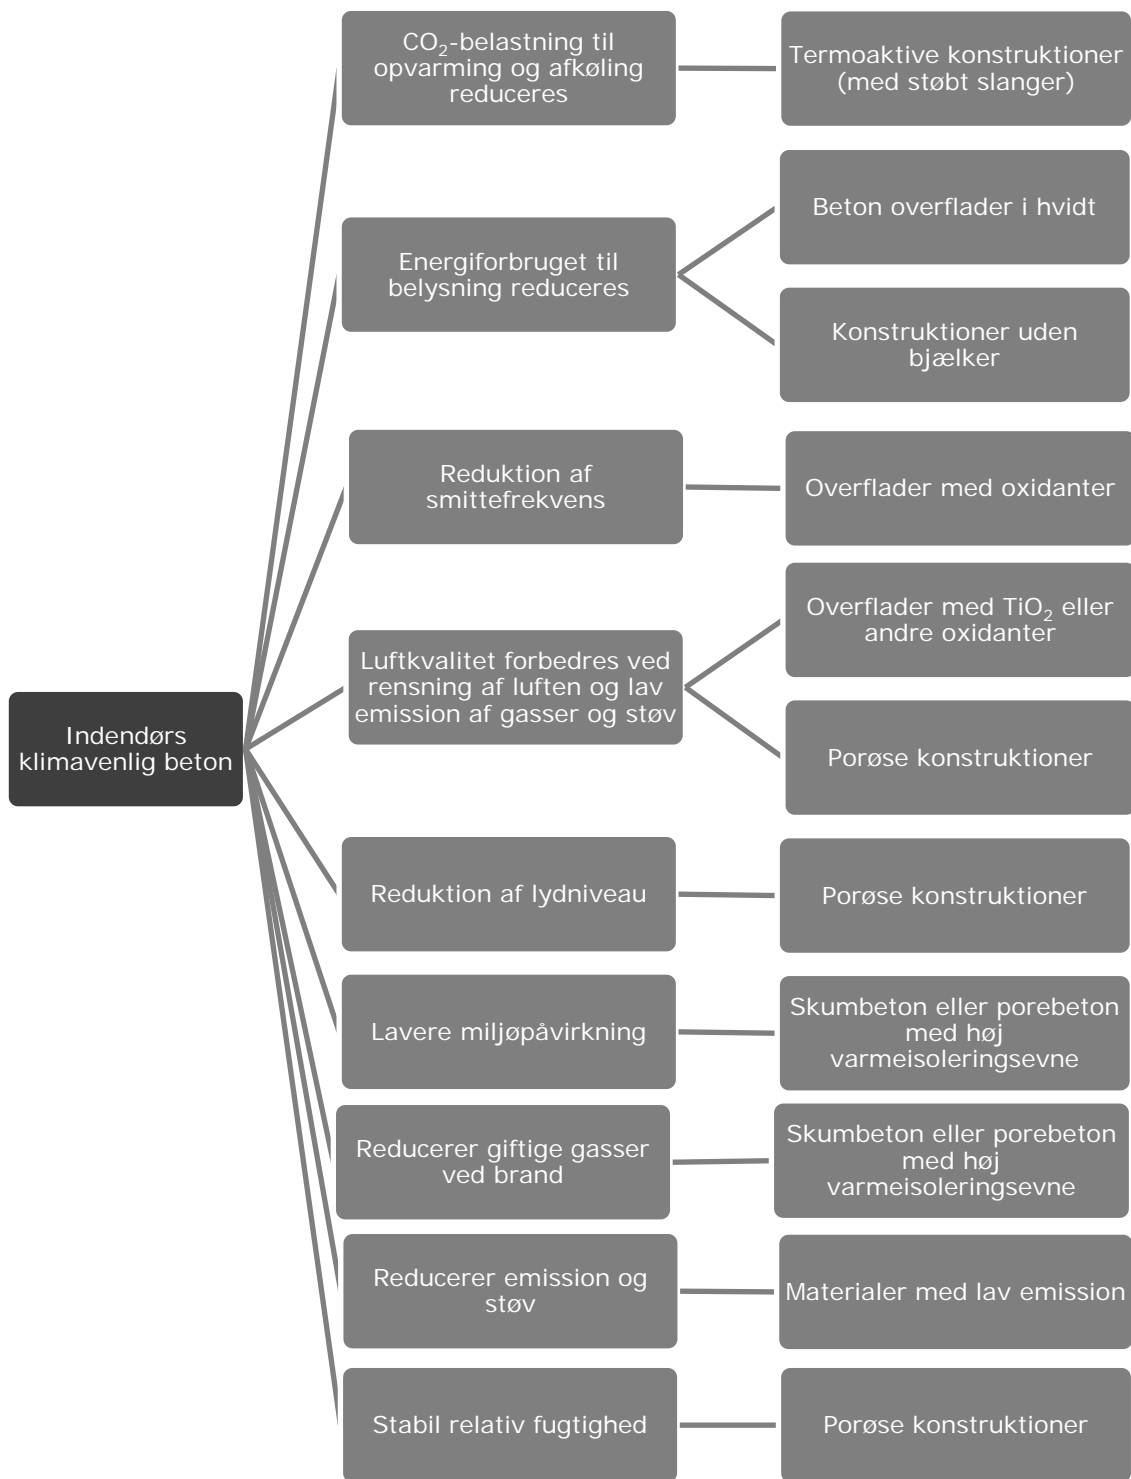 CO₂-belastning til
opvarming og afkøling
reduceres
Termoaktive konstruktioner
(med støbt slanger)
Energiforbruget til
belysning reduceres
Beton overflader i hvidt
Konstruktioner uden
bjælker
Reduktion af
smittefrekvens
Overflader med oxidanter
Luftkvalitet forbedres ved
rensning af luften og lav
emission af gasser og støv
Overflader med TiO₂ eller
andre oxidanter
Porøse konstruktioner
Indendørs
klimavenlig beton
Reduktion af lydniveau
Porøse konstruktioner
Lavere miljøpåvirkning
Skumbeton eller porebeton
med høj
varmeisoleringsevne
Reducerer giftige gasser
ved brand
Skumbeton eller porebeton
med høj
varmeisoleringsevne
Reducerer emission og
støv
Materialer med lav emission
Stabil relativ fugtighed
Porøse konstruktioner